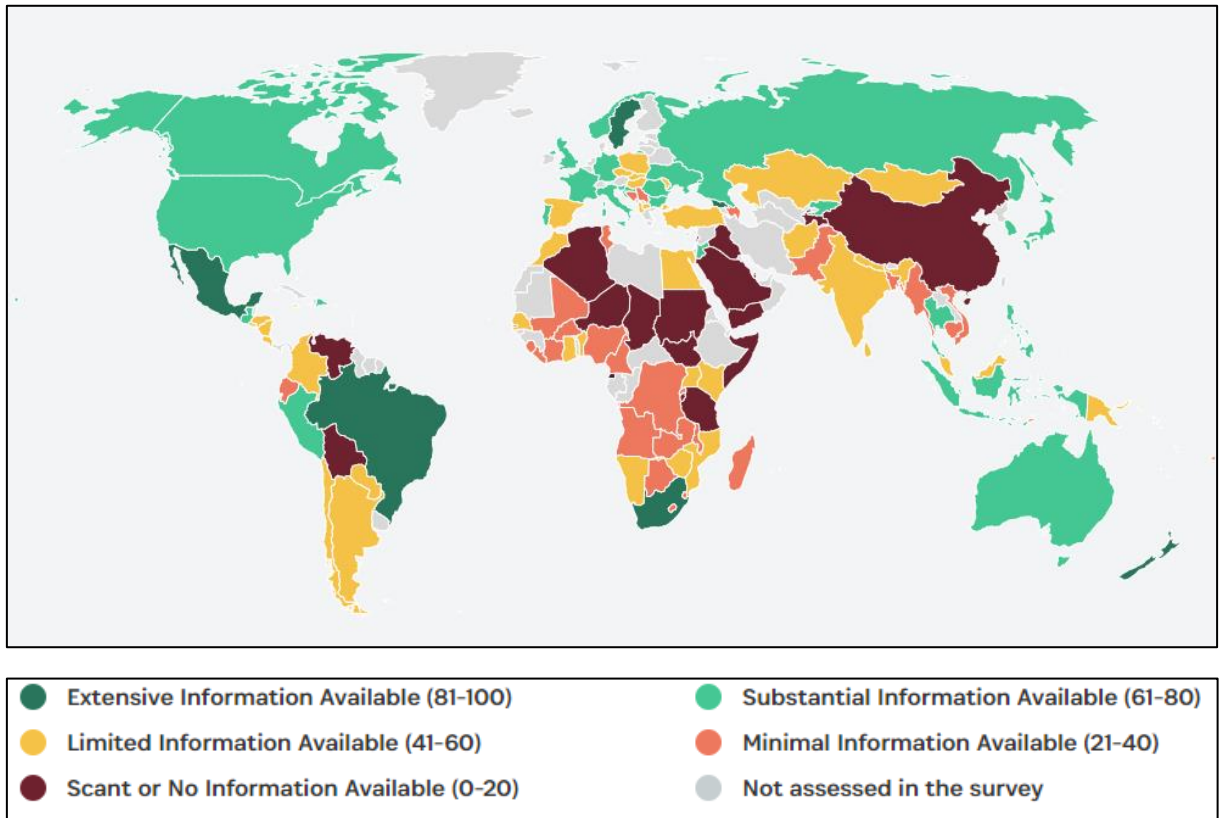 Extensive Information Available (81-100)
Substantial Information Available (61-80)
Limited Information Available (41-60)
Minimal Information Available (21-40)
Scant or No Information Available (0-20)
Not assessed in the survey